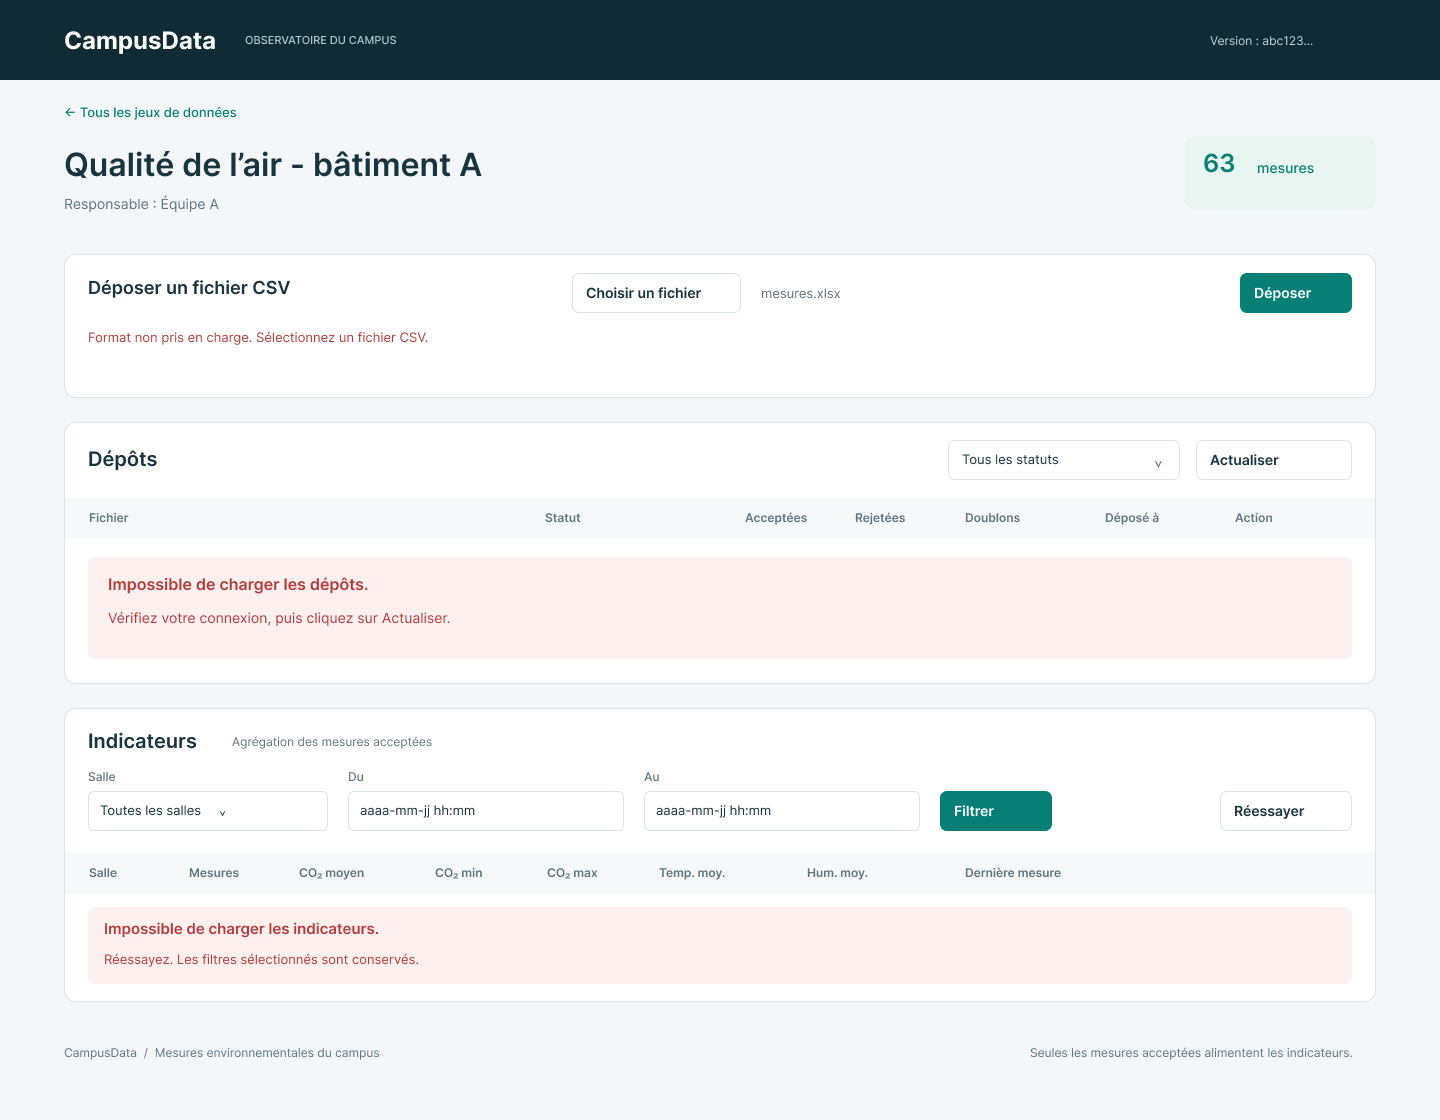 CampusData OBSERVATOIRE DU CAMPUS Version : abc123...
← Tous les jeux de données
Qualité de l’air - bâtiment A
63 mesures
Responsable : Équipe A
Déposer un fichier CSV Choisir un fichier mesures.xlsx Déposer
Format non pris en charge. Sélectionnez un fichier CSV.
Dépôts Tous les statuts Actualiser
Fichier Statut Acceptées Rejetées Doublons Déposé à Action
Impossible de charger les dépôts.
Vérifiez votre connexion, puis cliquez sur Actualiser.
Indicateurs Agrégation des mesures acceptées
Salle Du Au
Toutes les salles aaaa-mm-jj hh:mm aaaa-mm-jj hh:mm Filtrer Réessayer
Salle Mesures CO₂ moyen CO₂ min CO₂ max Temp. moy. Hum. moy. Dernière mesure
Impossible de charger les indicateurs.
Réessayez. Les filtres sélectionnés sont conservés.
CampusData / Mesures environnementales du campus Seules les mesures acceptées alimentent les indicateurs.